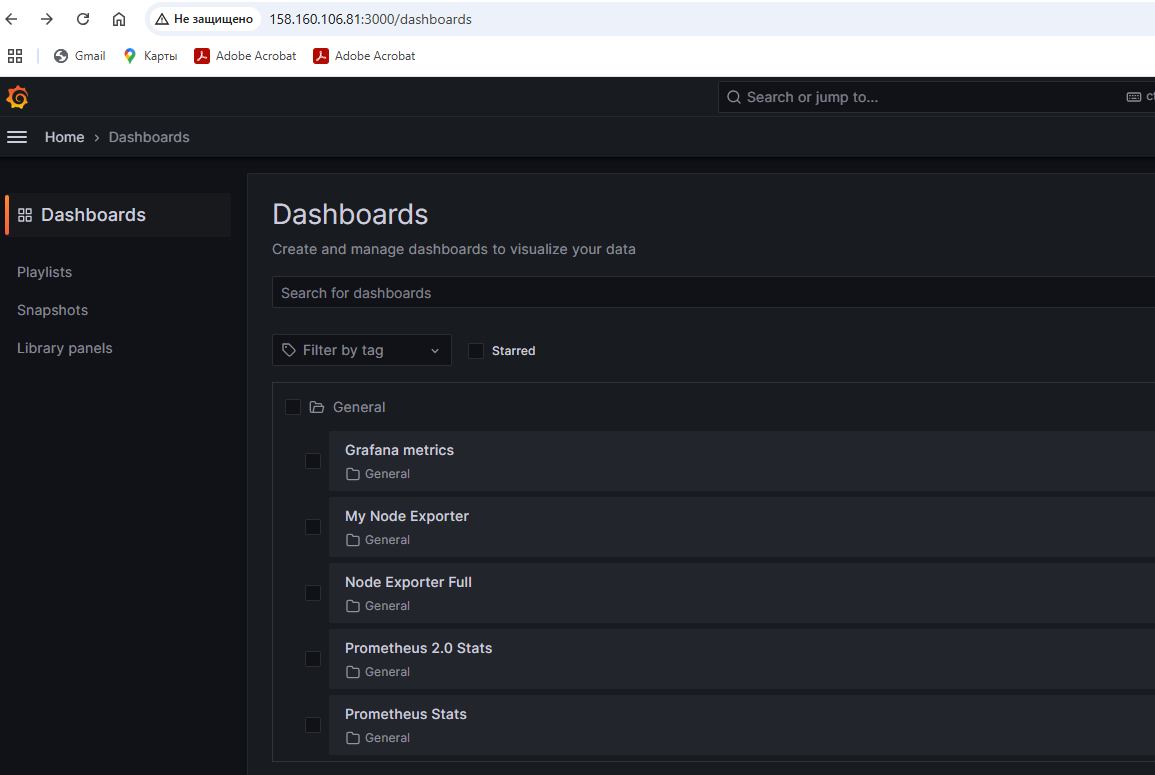 Не защищено 158.160.106.81:3000/dashboards
Gmail Карты Adobe Acrobat Adobe Acrobat
Search or jump to...
Home › Dashboards
Dashboards
Playlists
Snapshots
Library panels
Dashboards
Create and manage dashboards to visualize your data
Search for dashboards
Filter by tag Starred
General
Grafana metrics
General
My Node Exporter
General
Node Exporter Full
General
Prometheus 2.0 Stats
General
Prometheus Stats
General